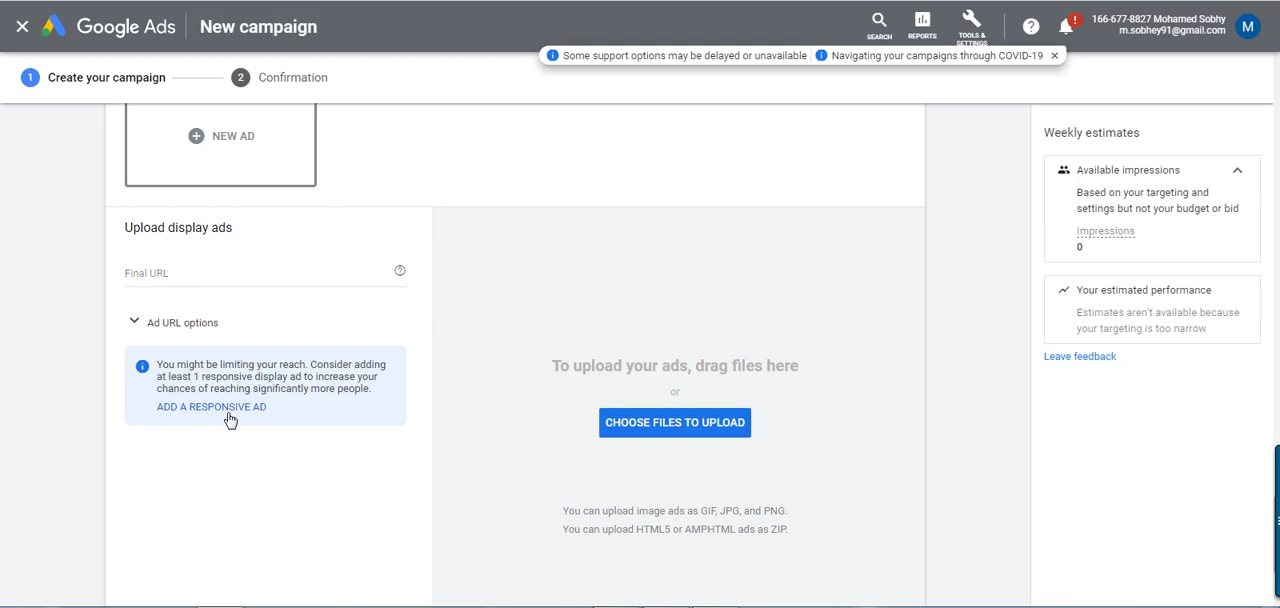 Google Ads
New campaign
SEARCH
REPORTS
TOOLS &
SETTINGS
166-677-8827 Mohamed Sobhy
m.sobhey91@gmail.com
M
Some support options may be delayed or unavailable
Navigating your campaigns through COVID-19
1 Create your campaign
2 Confirmation
NEW AD
Upload display ads
Final URL
Ad URL options
You might be limiting your reach. Consider adding
at least 1 responsive display ad to increase your
chances of reaching significantly more people.
ADD A RESPONSIVE AD
To upload your ads, drag files here
or
CHOOSE FILES TO UPLOAD
You can upload image ads as GIF, JPG, and PNG.
You can upload HTML5 or AMPHTML ads as ZIP.
Weekly estimates
Available impressions
Based on your targeting and
settings but not your budget or bid
Impressions
0
Your estimated performance
Estimates aren't available because
your targeting is too narrow
Leave feedback